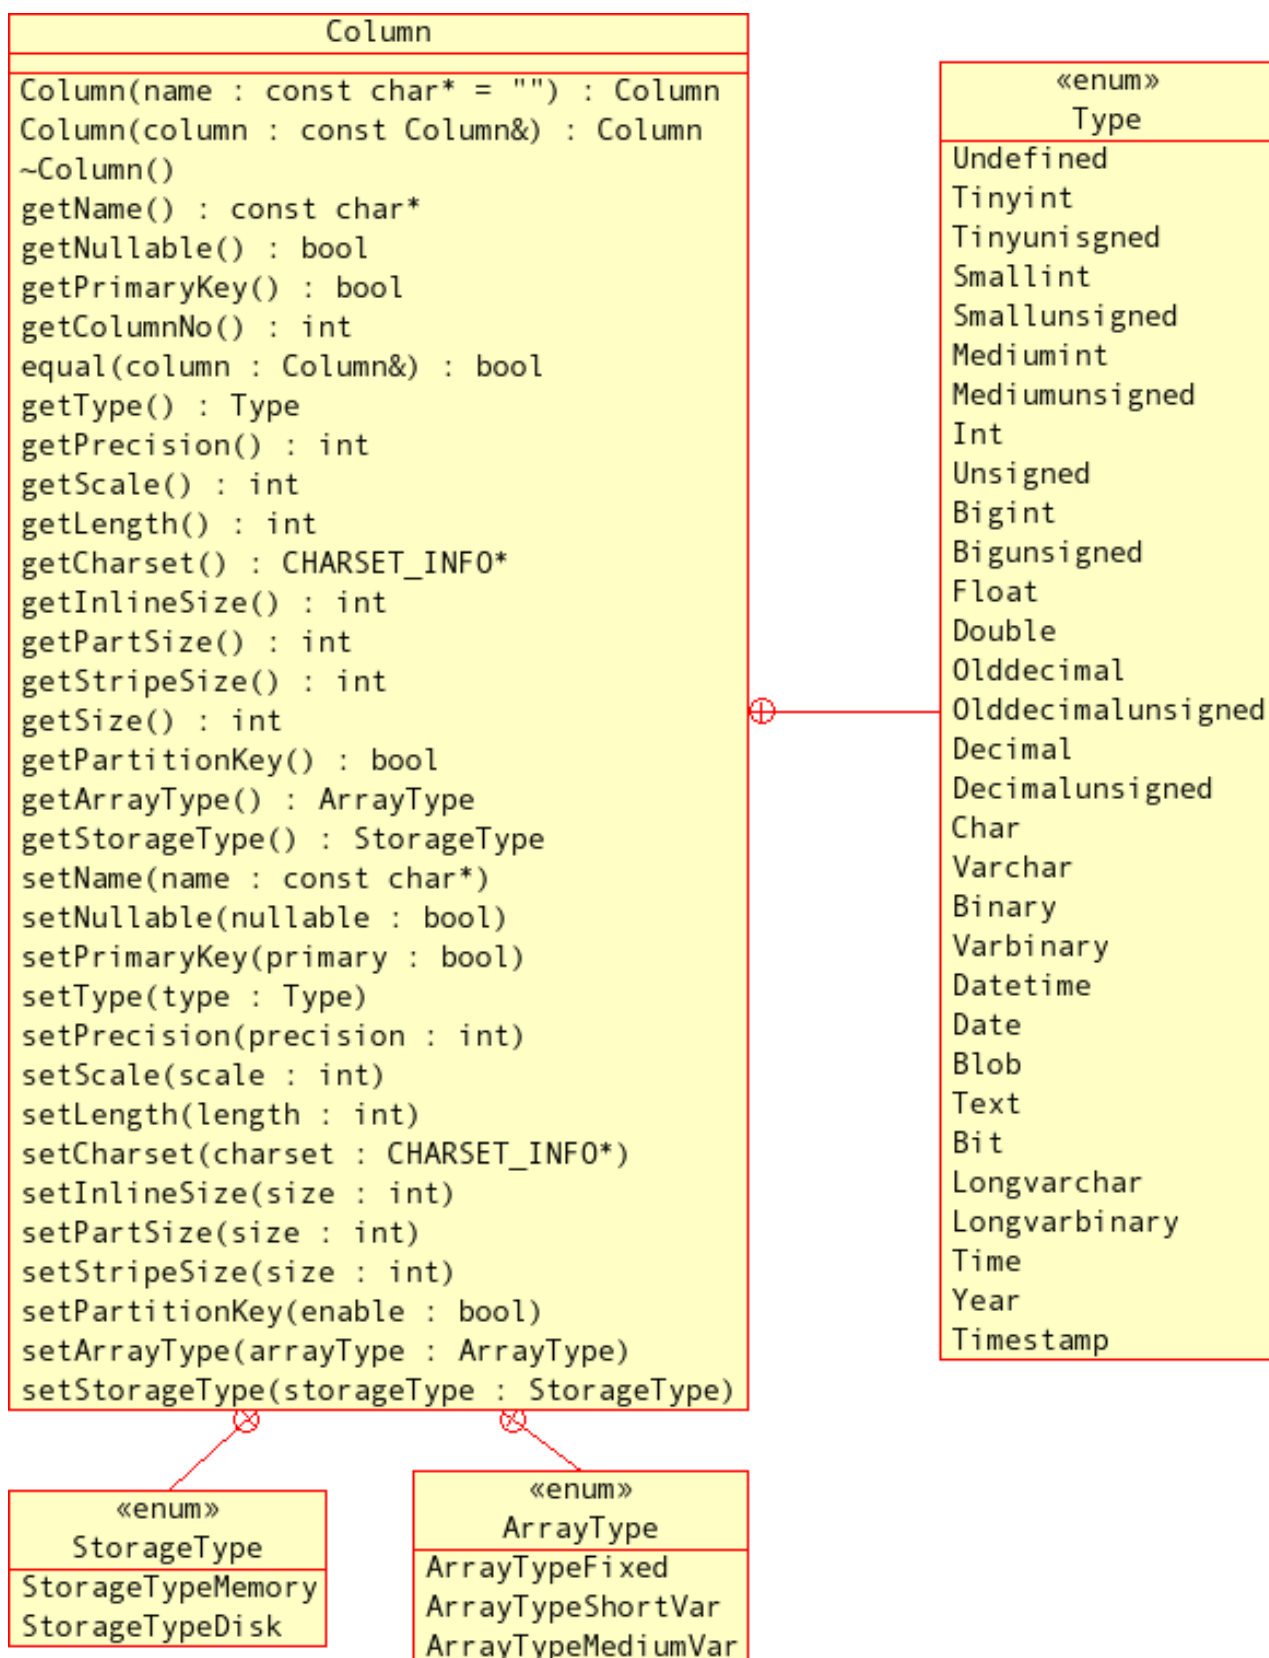 Column
Column(name : const char* = "") : Column
Column(column : const Column&) : Column
~Column()
getName() : const char*
getNullable() : bool
getPrimaryKey() : bool
getColumnNo() : int
equal(column : Column&) : bool
getType() : Type
getPrecision() : int
getScale() : int
getLength() : int
getCharset() : CHARSET_INFO*
getInlineSize() : int
getPartSize() : int
getStripeSize() : int
getSize() : int
getPartitionKey() : bool
getArrayType() : ArrayType
getStorageType() : StorageType
setName(name : const char*)
setNullable(nullable : bool)
setPrimaryKey(primary : bool)
setType(type : Type)
setPrecision(precision : int)
setScale(scale : int)
setLength(length : int)
setCharset(charset : CHARSET_INFO*)
setInlineSize(size : int)
setPartSize(size : int)
setStripeSize(size : int)
setPartitionKey(enable : bool)
setArrayType(arrayType : ArrayType)
setStorageType(storageType : StorageType)
«enum»
Type
Undefined
Tinyint
Tinyunisgned
Smallint
Smallunsigned
Mediumint
Mediumunsigned
Int
Unsigned
Bigint
Bigunsigned
Float
Double
Olddecimal
Olddecimalunsigned
Decimal
Decimalunsigned
Char
Varchar
Binary
Varbinary
Datetime
Date
Blob
Text
Bit
Longvarchar
Longvarbinary
Time
Year
Timestamp
«enum»
StorageType
StorageTypeMemory
StorageTypeDisk
«enum»
ArrayType
ArrayTypeFixed
ArrayTypeShortVar
ArrayTypeMediumVar